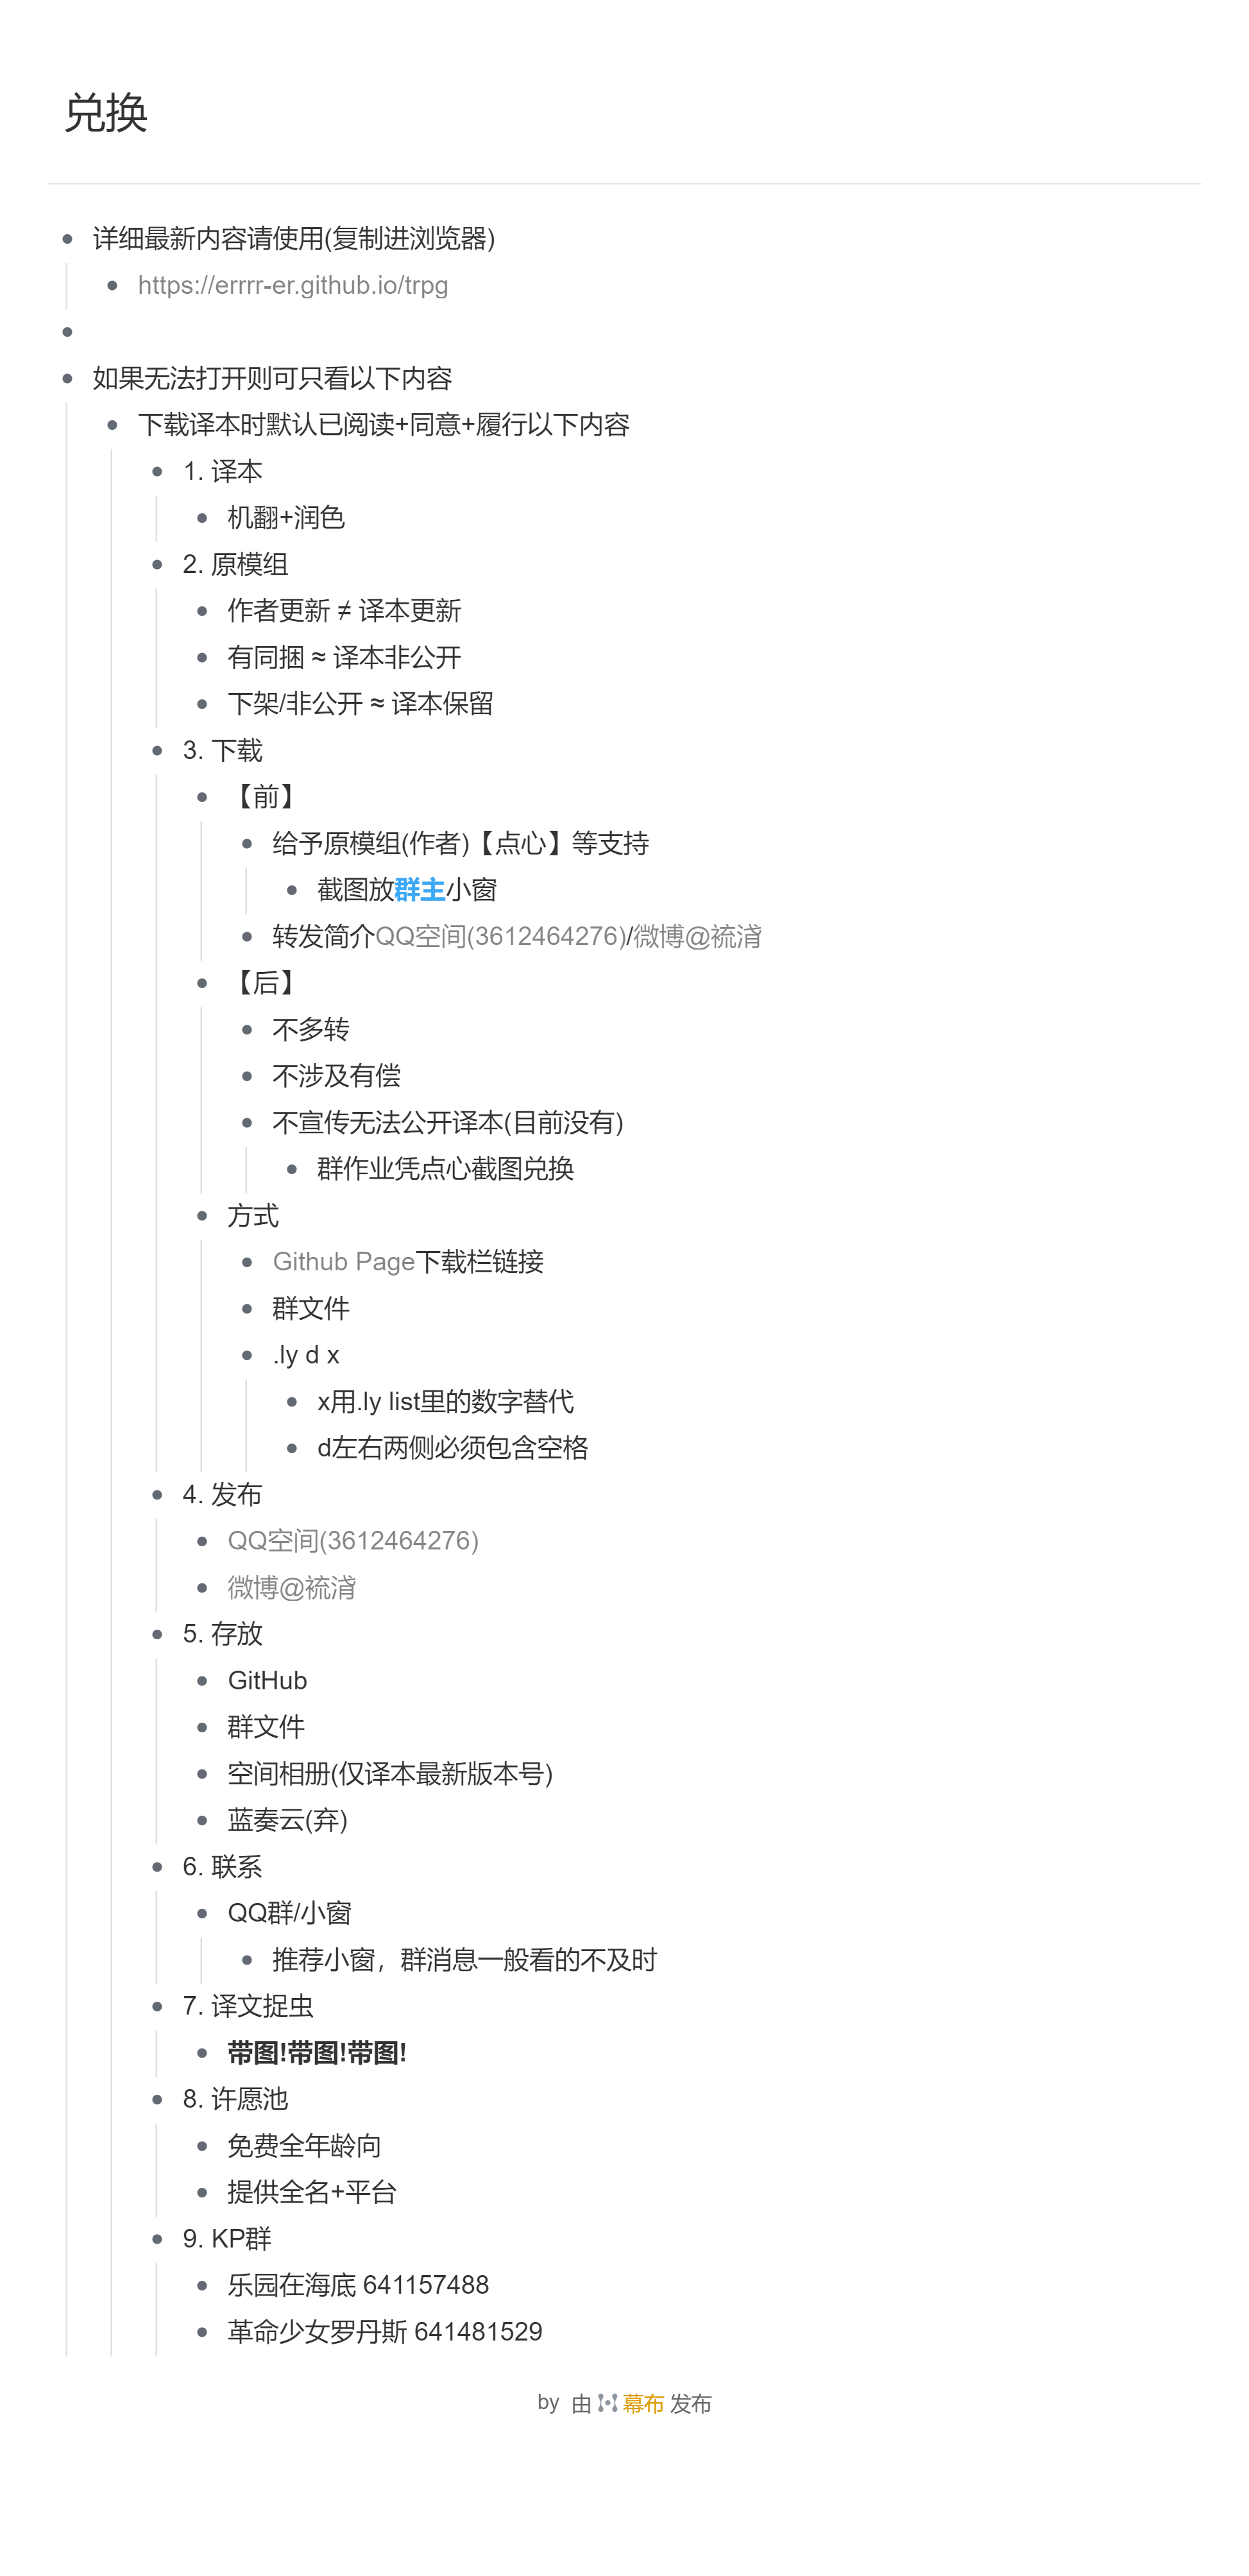 兑换
详细最新内容请使用(复制进浏览器)
https://errrr-er.github.io/trpg
如果无法打开则可只看以下内容
下载译本时默认已阅读+同意+履行以下内容
1. 译本
机翻+润色
2. 原模组
作者更新 ≠ 译本更新
有同捆 ≈ 译本非公开
下架/非公开 ≈ 译本保留
3. 下载
【前】
给予原模组(作者)【点心】等支持
截图放群主小窗
转发简介QQ空间(3612464276)/微博@裗渻
【后】
不多转
不涉及有偿
不宣传无法公开译本(目前没有)
群作业凭点心截图兑换
方式
Github Page下载栏链接
群文件
.ly d x
x用.ly list里的数字替代
d左右两侧必须包含空格
4. 发布
QQ空间(3612464276)
微博@裗渻
5. 存放
GitHub
群文件
空间相册(仅译本最新版本号)
蓝奏云(弃)
6. 联系
QQ群/小窗
推荐小窗，群消息一般看的不及时
7. 译文捉虫
带图!带图!带图!
8. 许愿池
免费全年龄向
提供全名+平台
9. KP群
乐园在海底 641157488
革命少女罗丹斯 641481529
by 由 幕布 发布